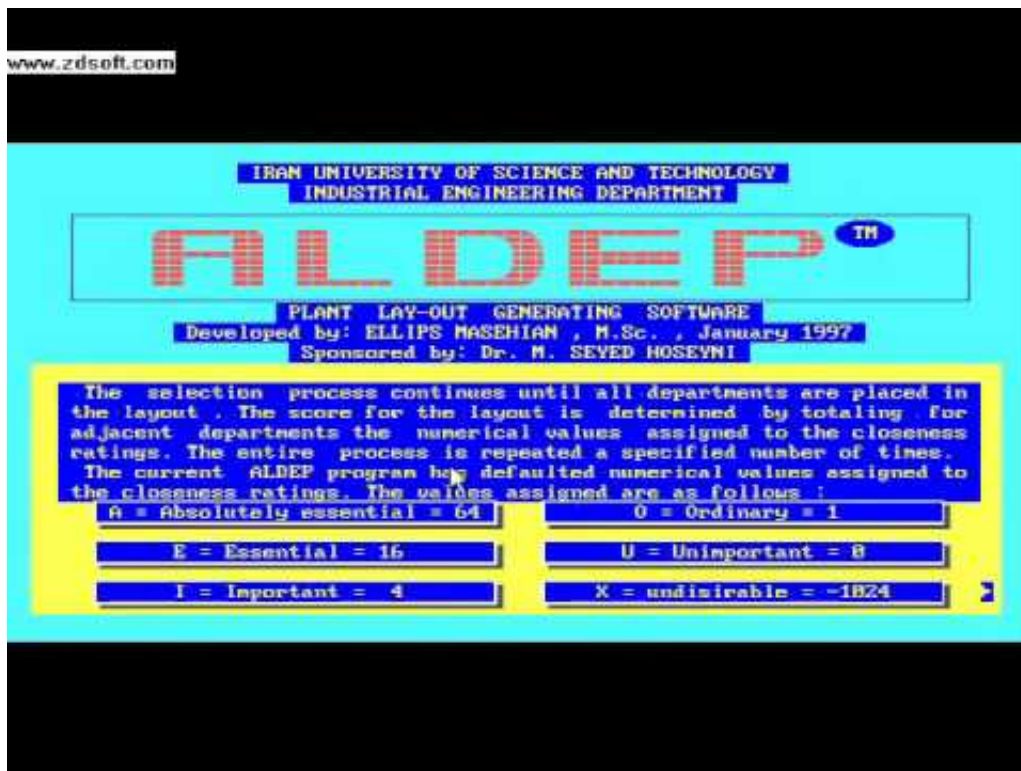 www.zdsoft.com
IRAN UNIVERSITY OF SCIENCE AND TECHNOLOGY
INDUSTRIAL ENGINEERING DEPARTMENT
ALDEP TM
PLANT LAY-OUT GENERATING SOFTWARE
Developed by: ELLIPS MASEHIAN , M.Sc. , January 1997
Sponsored by: Dr. M. SEYED HOSEYNI
The selection process continues until all departments are placed in
the layout . The score for the layout is determined by totaling for
adjacent departments the numerical values assigned to the closeness
ratings. The entire process is repeated a specified number of times.
The current ALDEP program has defaulted numerical values assigned to
the closeness ratings. The values assigned are as follows :
A = Absolutely essential = 64
O = Ordinary = 1
E = Essential = 16
U = Unimportant = 0
I = Important = 4
X = undisirable = -1024